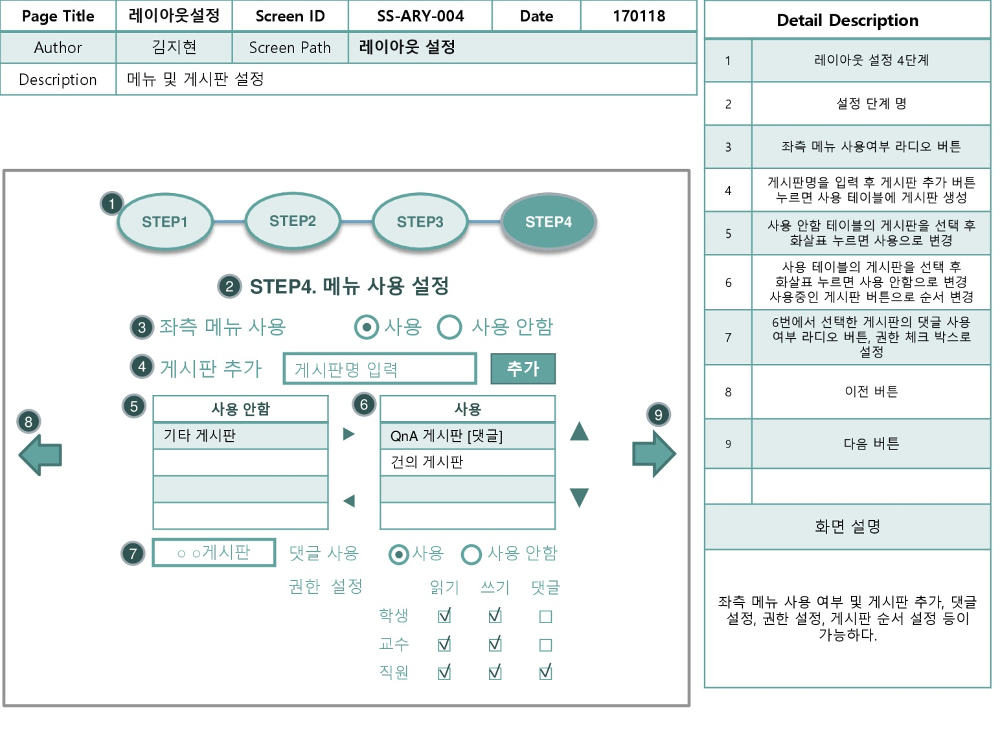 Page Title 레이아웃설정 Screen ID SS-ARY-004 Date 170118
Author 김지현 Screen Path 레이아웃 설정
Description 메뉴 및 게시판 설정
1
STEP1 STEP2 STEP3 STEP4
2 STEP4. 메뉴 사용 설정
3 좌측 메뉴 사용 사용 사용 안함
4 게시판 추가 게시판명 입력 추가
5 사용 안함 6 사용
기타 게시판 QnA 게시판 [댓글]
건의 게시판
8
9
7 ○ ○게시판 댓글 사용 사용 사용 안함
권한 설정 읽기 쓰기 댓글
학생
교수
직원
Detail Description
1 레이아웃 설정 4단계
2 설정 단계 명
3 좌측 메뉴 사용여부 라디오 버튼
4 게시판명을 입력 후 게시판 추가 버튼
누르면 사용 테이블에 게시판 생성
5 사용 안함 테이블의 게시판을 선택 후
화살표 누르면 사용으로 변경
6 사용 테이블의 게시판을 선택 후
화살표 누르면 사용 안함으로 변경
사용중인 게시판 버튼으로 순서 변경
7 6번에서 선택한 게시판의 댓글 사용
여부 라디오 버튼, 권한 체크 박스로
설정
8 이전 버튼
9 다음 버튼
화면 설명
좌측 메뉴 사용 여부 및 게시판 추가, 댓글
설정, 권한 설정, 게시판 순서 설정 등이
가능하다.